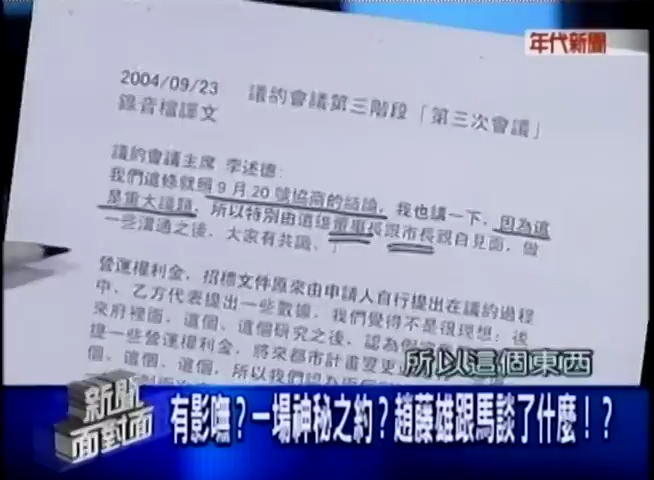 年代新聞
2004/09/23 議約會議第三階段「第三次會議」
錄音檔譯文
議約會議主席 李述德:
我們這條就照9月20號協商的結論，我也講一下，因為這
是重大議題，所以特別由遠雄董事長跟市長親自見面，做
一些溝通之後，大家有共識、」
營運權利金，招標文件原來由申請人自行提出在議約過程
中，乙方代表提出一些數據，我們覺得不是很理想；後
來府裡面，這個、這個研究之後，認為
提一些營運權利金，將來都市計畫變更
個、這個、這個，所以我們認為
所以這個東西
新聞
面對面
有影嘸？一場神秘之約？趙藤雄跟馬談了什麼！？